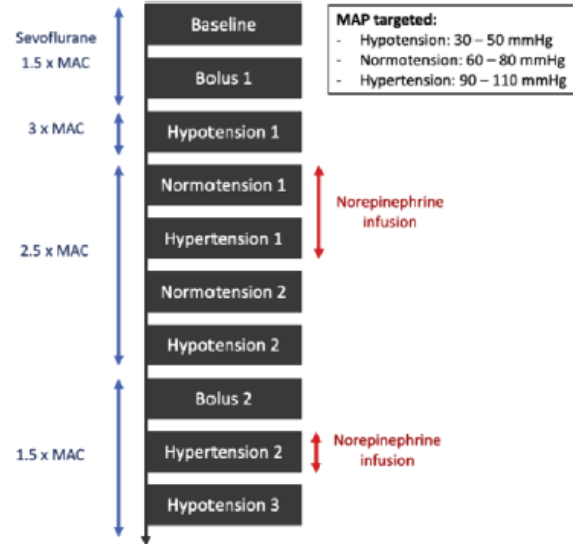 Sevoflurane
1.5 x MAC
3 x MAC
2.5 x MAC
1.5 x MAC
Baseline
Bolus 1
Hypotension 1
Normotension 1
Hypertension 1
Normotension 2
Hypotension 2
Bolus 2
Hypertension 2
Hypotension 3
Norepinephrine
infusion
Norepinephrine
infusion
MAP targeted:
- Hypotension: 30 – 50 mmHg
- Normotension: 60 – 80 mmHg
- Hypertension: 90 – 110 mmHg